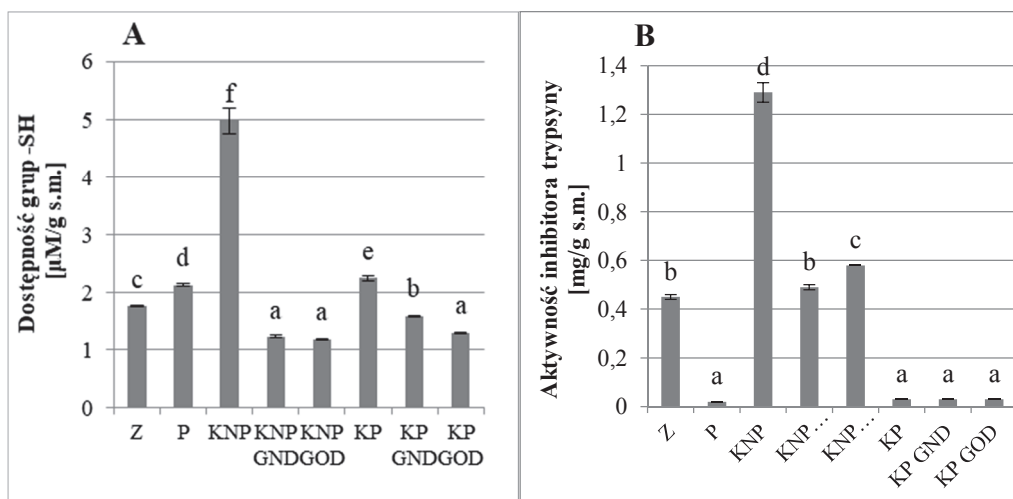 A
Dostępność grup -SH
[µM/g s.m.]
6
5
4
3
2
1
0
c
d
f
a
a
e
b
a
Z
P
KNP
KNP
GND
KNP
GOD
KP
KP
GND
KP
GOD
B
Aktywność inhibitora trypsyny
[mg/g s.m.]
1,4
1,2
1
0,8
0,6
0,4
0,2
0
b
a
d
b
c
a
a
a
Z
P
KNP
KNP…
KNP…
KP
KP GND
KP GOD